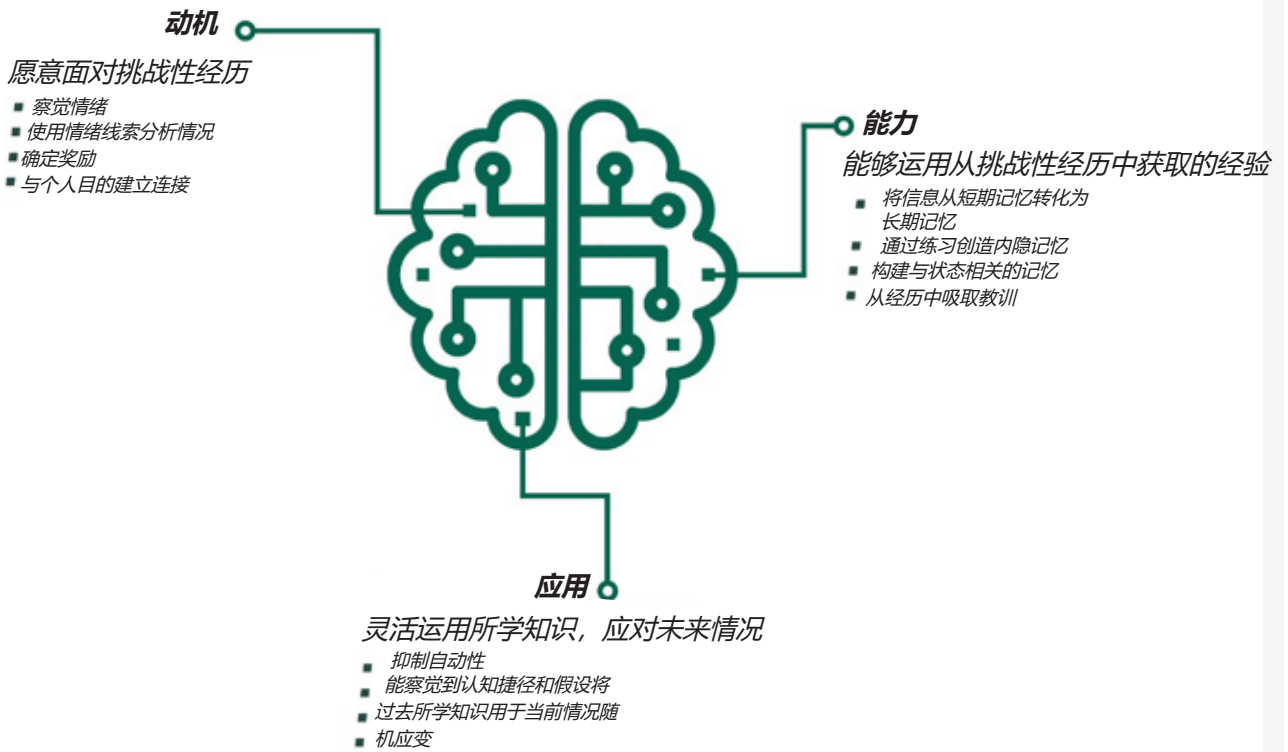 动机
愿意面对挑战性经历
察觉情绪
使用情绪线索分析情况
确定奖励
与个人目的建立连接
能力
能够运用从挑战性经历中获取的经验
将信息从短期记忆转化为
长期记忆
通过练习创造内隐记忆
构建与状态相关的记忆
从经历中吸取教训
应用
灵活运用所学知识，应对未来情况
抑制自动性
能察觉到认知捷径和假设将
过去所学知识用于当前情况随
机应变